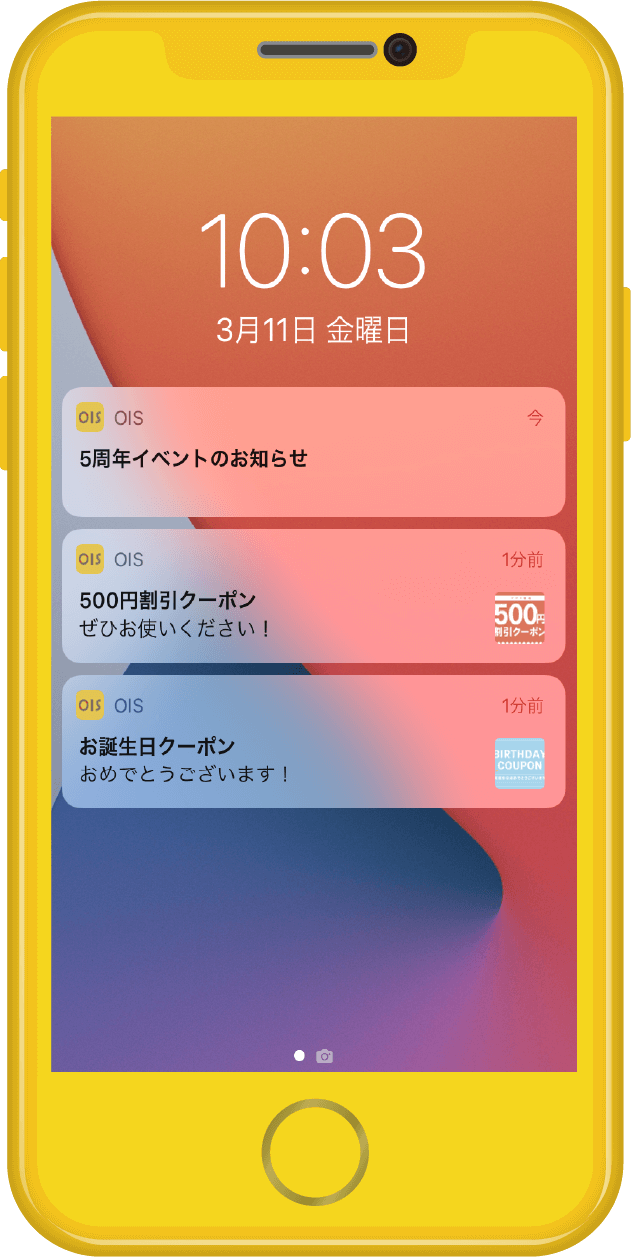 10:03
3月11日 金曜日
OIS OIS 今
5周年イベントのお知らせ
OIS OIS 1分前
500円割引クーポン
ぜひお使いください！
500円
割引クーポン
OIS OIS 1分前
お誕生日クーポン
おめでとうございます！
BIRTHDAY
COUPON